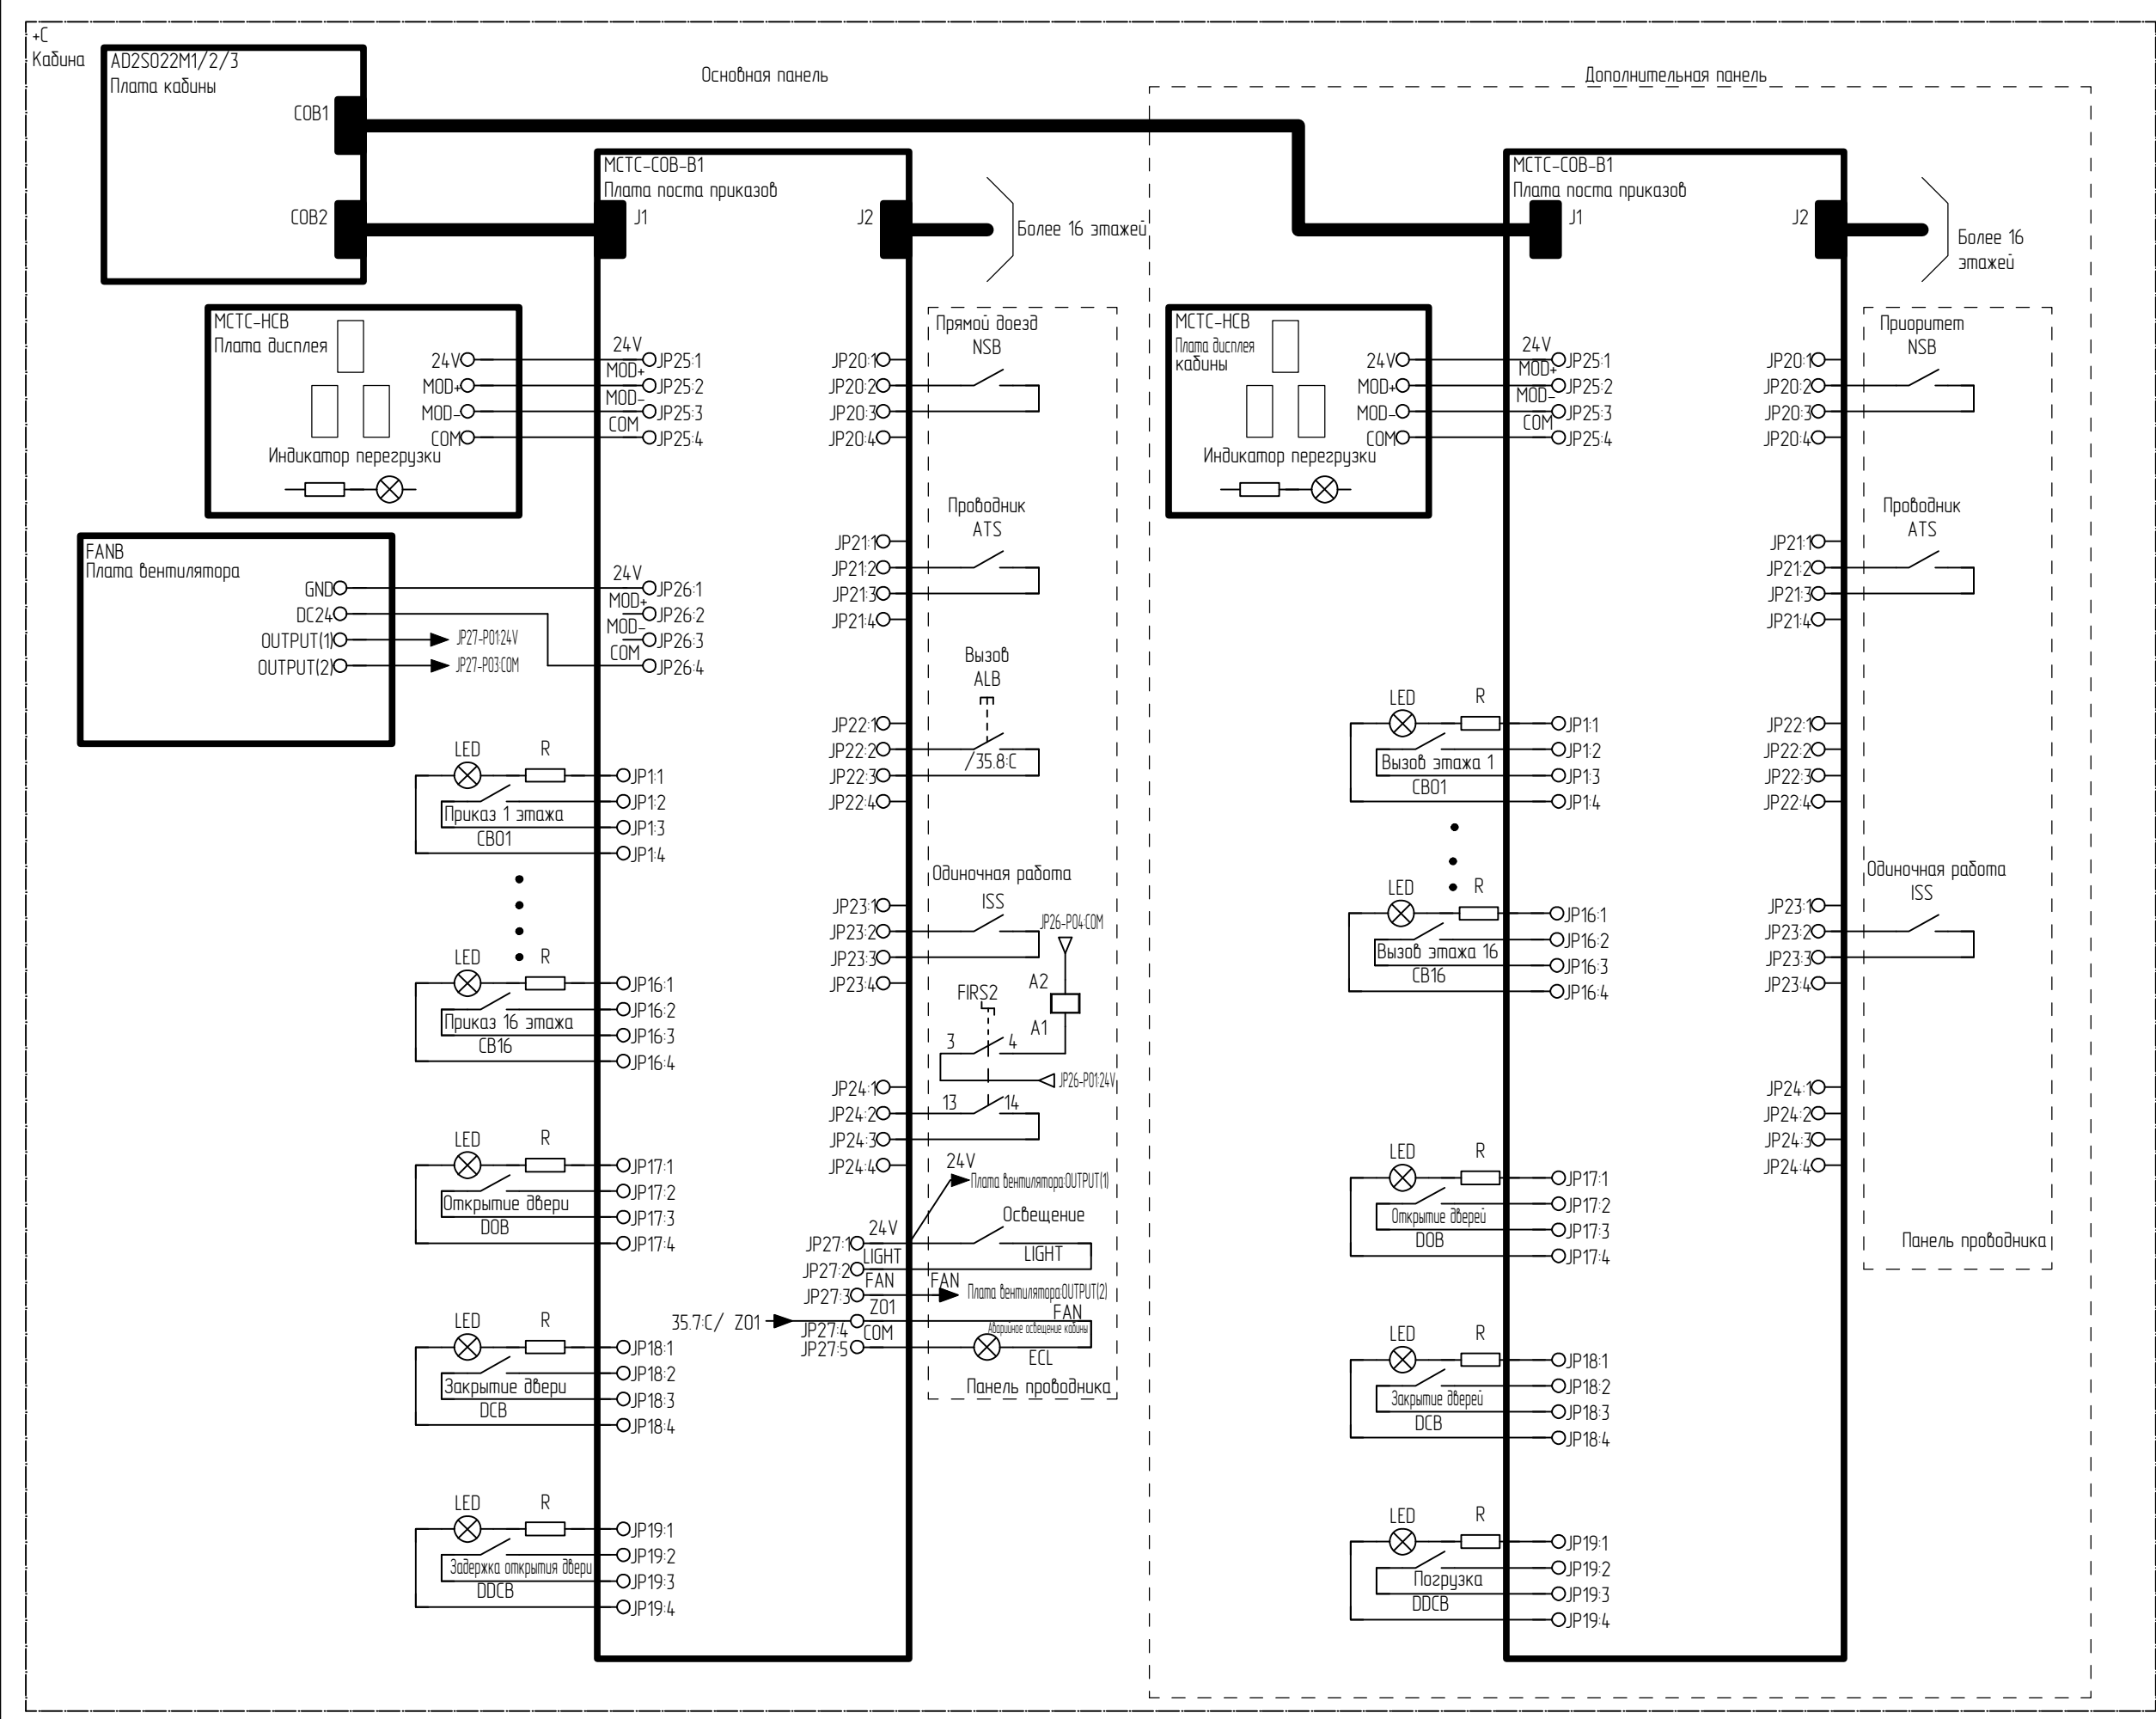 +C
Кабина
AD2S022M1/2/3
Плата кабины
COB1
COB2
Основная панель
Дополнительная панель
MCTC-COB-B1
Плата поста приказов
J1
J2
Более 16 этажей
MCTC-HCB
Плата дисплея
24V
MOD+
MOD-
COM
Индикатор перегрузки
24V
MOD+
MOD-
COM
JP25:1
JP25:2
JP25:3
JP25:4
FANB
Плата вентилятора
GND
DC24
OUTPUT(1)
OUTPUT(2)
JP27-P01:24V
JP27-P03:COM
24V
MOD+
MOD-
COM
JP26:1
JP26:2
JP26:3
JP26:4
LED
R
Приказ 1 этажа
CB01
JP1:1
JP1:2
JP1:3
JP1:4
LED
R
Приказ 16 этажа
CB16
JP16:1
JP16:2
JP16:3
JP16:4
LED
R
Открытие двери
DOB
JP17:1
JP17:2
JP17:3
JP17:4
LED
R
Закрытие двери
DCB
JP18:1
JP18:2
JP18:3
JP18:4
LED
R
Задержка открытия двери
DDCB
JP19:1
JP19:2
JP19:3
JP19:4
JP20:1
JP20:2
JP20:3
JP20:4
Прямой доезд
NSB
JP21:1
JP21:2
JP21:3
JP21:4
Проводник
ATS
JP22:1
JP22:2
JP22:3
JP22:4
Вызов
ALB
/35.8:C
JP23:1
JP23:2
JP23:3
JP23:4
Одиночная работа
ISS
JP26-P04:COM
A2
A1
FIRS2
3
4
JP26-P01:24V
13
14
JP24:1
JP24:2
JP24:3
JP24:4
24V
Плата вентилятора:OUTPUT(1)
Освещение
LIGHT
JP27:1
JP27:2
JP27:3
JP27:4
JP27:5
24V
LIGHT
FAN
Z01
COM
FAN
Плата вентилятора:OUTPUT(2)
FAN
35.7:C/ Z01
Аварийное освещение кабины
ECL
Панель проводника
MCTC-COB-B1
Плата поста приказов
J1
J2
Более 16
этажей
MCTC-HCB
Плата дисплея
кабины
24V
MOD+
MOD-
COM
Индикатор перегрузки
24V
MOD+
MOD-
COM
JP25:1
JP25:2
JP25:3
JP25:4
LED
R
Вызов этажа 1
CB01
JP1:1
JP1:2
JP1:3
JP1:4
LED
R
Вызов этажа 16
CB16
JP16:1
JP16:2
JP16:3
JP16:4
LED
R
Открытие дверей
DOB
JP17:1
JP17:2
JP17:3
JP17:4
LED
R
Закрытие дверей
DCB
JP18:1
JP18:2
JP18:3
JP18:4
LED
R
Погрузка
DDCB
JP19:1
JP19:2
JP19:3
JP19:4
JP20:1
JP20:2
JP20:3
JP20:4
Приоритет
NSB
JP21:1
JP21:2
JP21:3
JP21:4
Проводник
ATS
JP22:1
JP22:2
JP22:3
JP22:4
JP23:1
JP23:2
JP23:3
JP23:4
Одиночная работа
ISS
JP24:1
JP24:2
JP24:3
JP24:4
Панель проводника